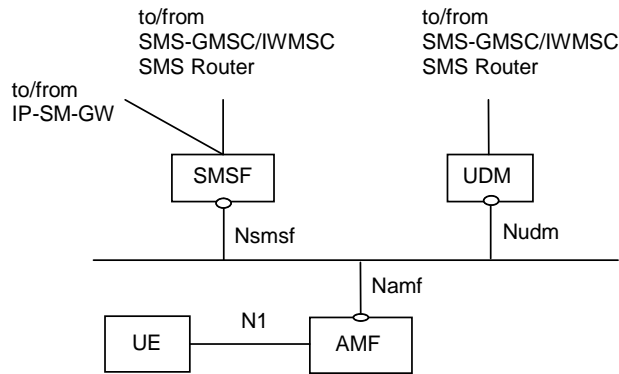 to/from
SMS-GMSC/IWMSC
SMS Router
to/from
SMS-GMSC/IWMSC
SMS Router
to/from
IP-SM-GW
SMSF
UDM
Nsmsf
Nudm
Namf
N1
UE
AMF